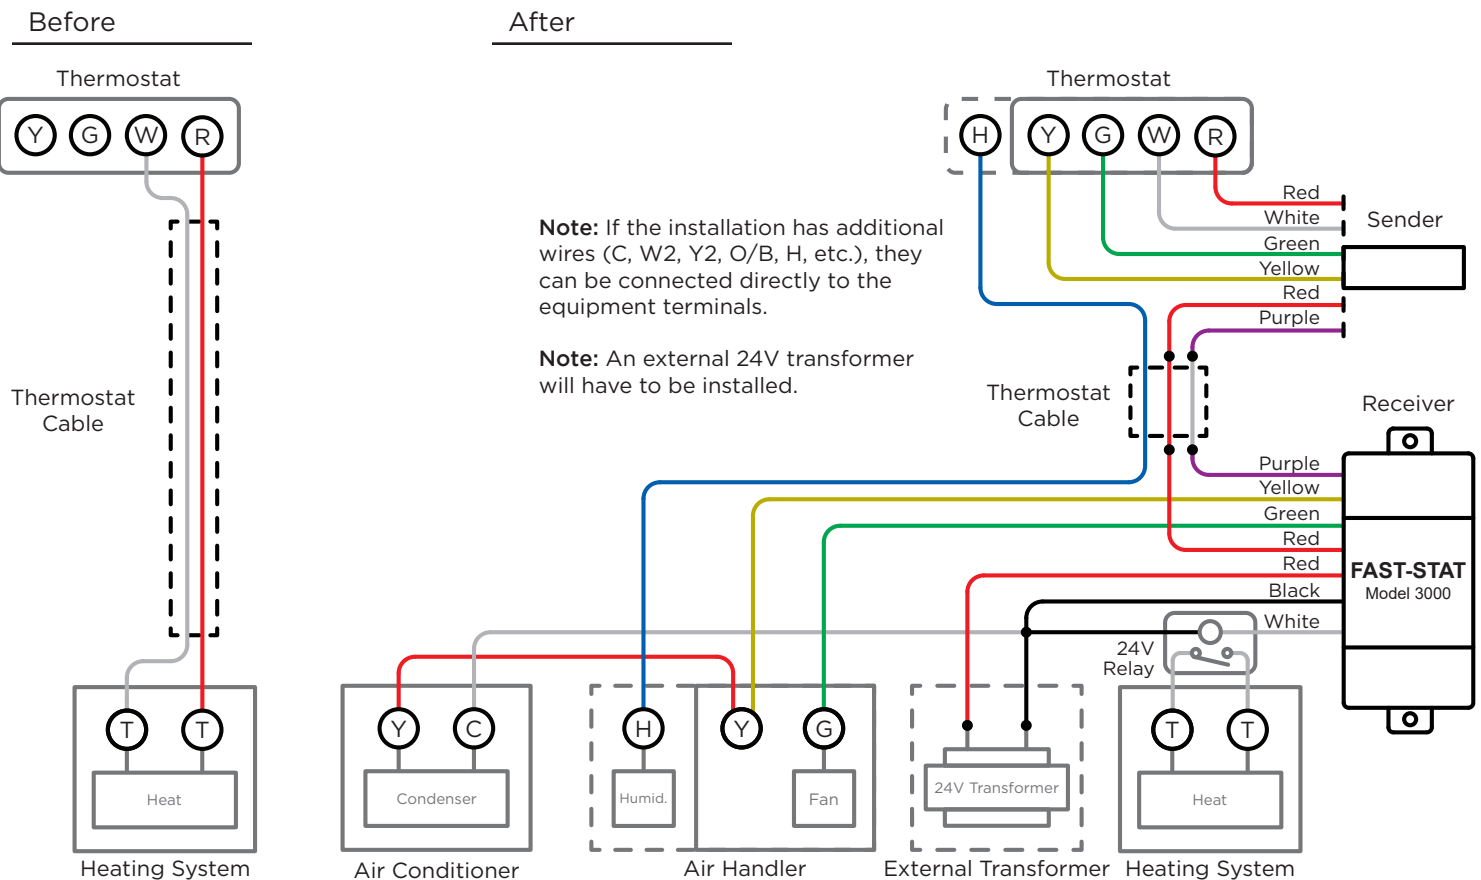 Before
After
Thermostat
Y G W R
Thermostat
Cable
T T
Heat
Heating System
Note: If the installation has additional
wires (C, W2, Y2, O/B, H, etc.), they
can be connected directly to the
equipment terminals.
Note: An external 24V transformer
will have to be installed.
Thermostat
H Y G W R
Red
White
Green
Yellow
Red
Purple
Sender
Thermostat
Cable
Receiver
Purple
Yellow
Green
Red
Red
Black
White
FAST-STAT
Model 3000
24V
Relay
Y C
Condenser
Air Conditioner
H Y G
Humid.
Fan
Air Handler
24V Transformer
External Transformer
T T
Heat
Heating System